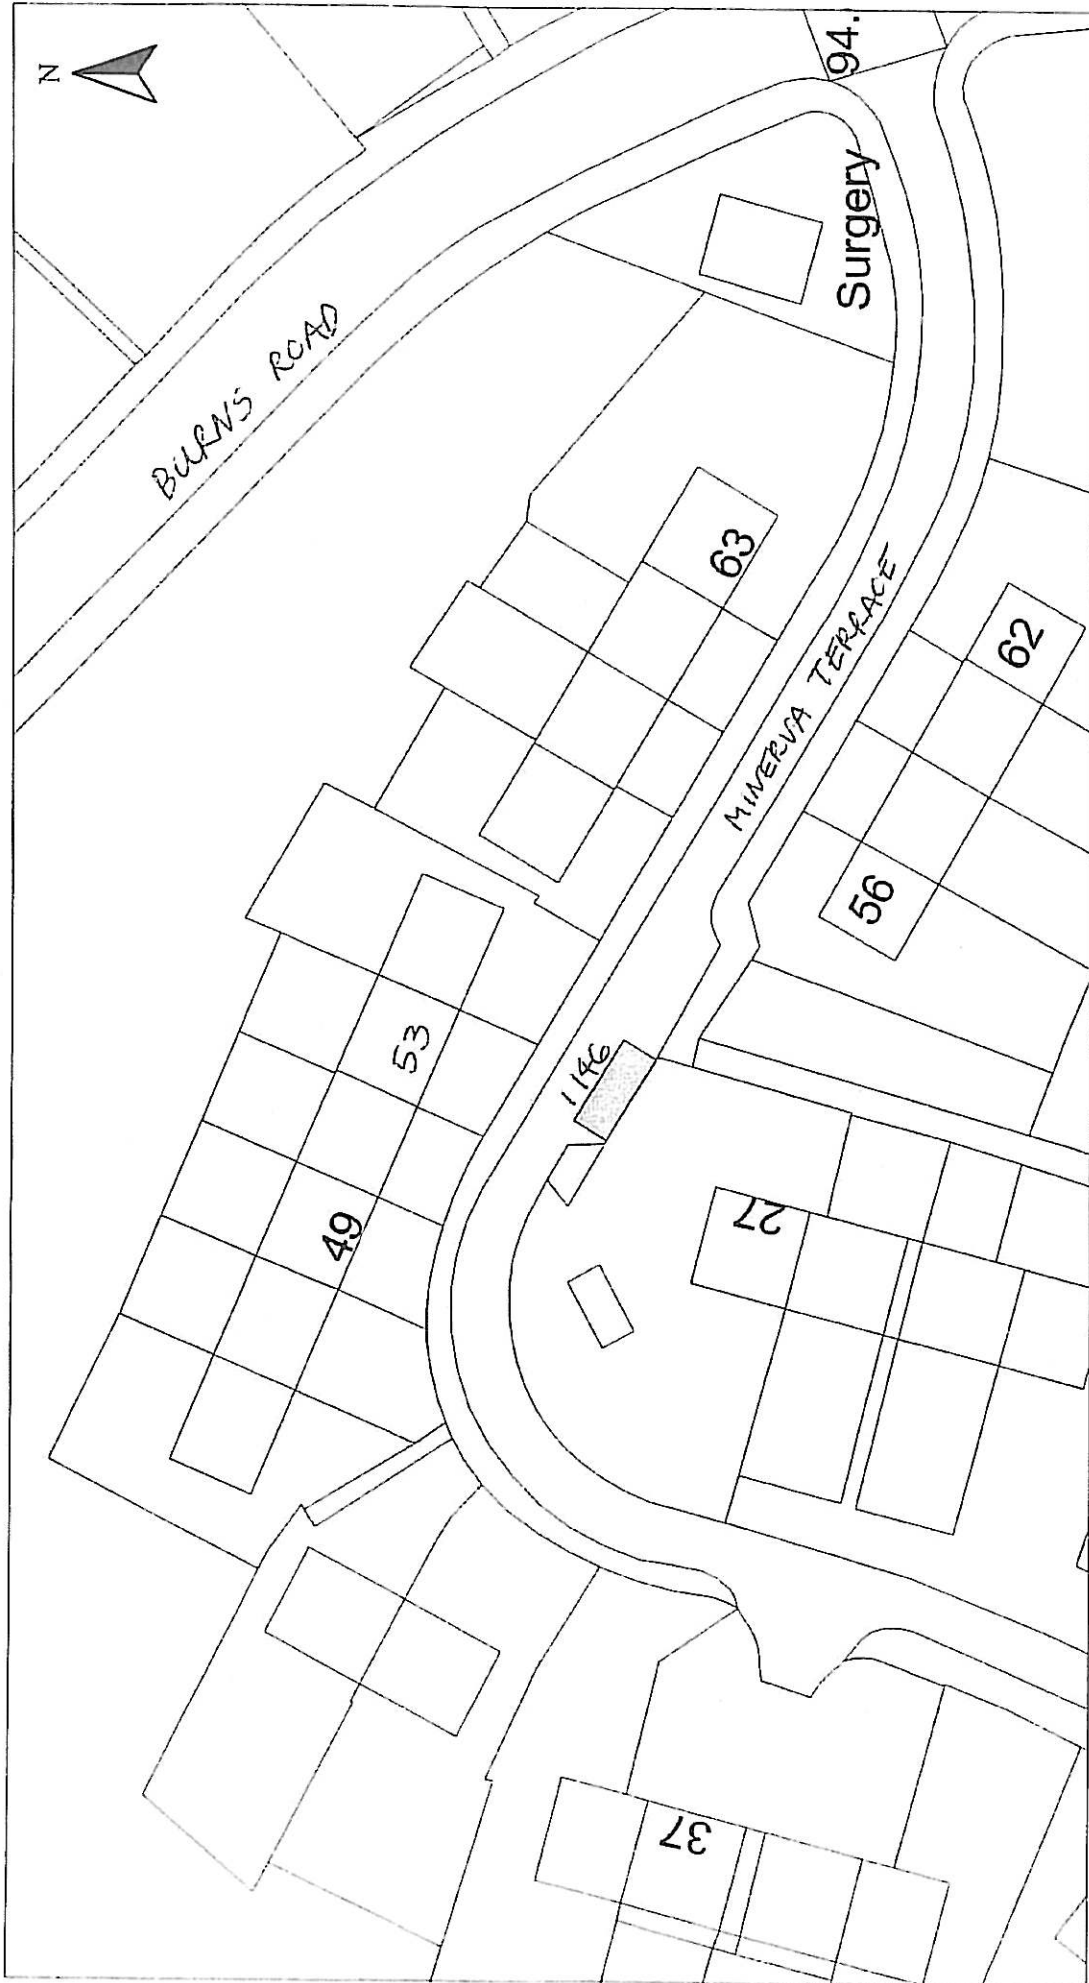 N
94.
Surgery
BURNS ROAD
63
MINERVA TERRACE
62
56
53
1146
49
27
37